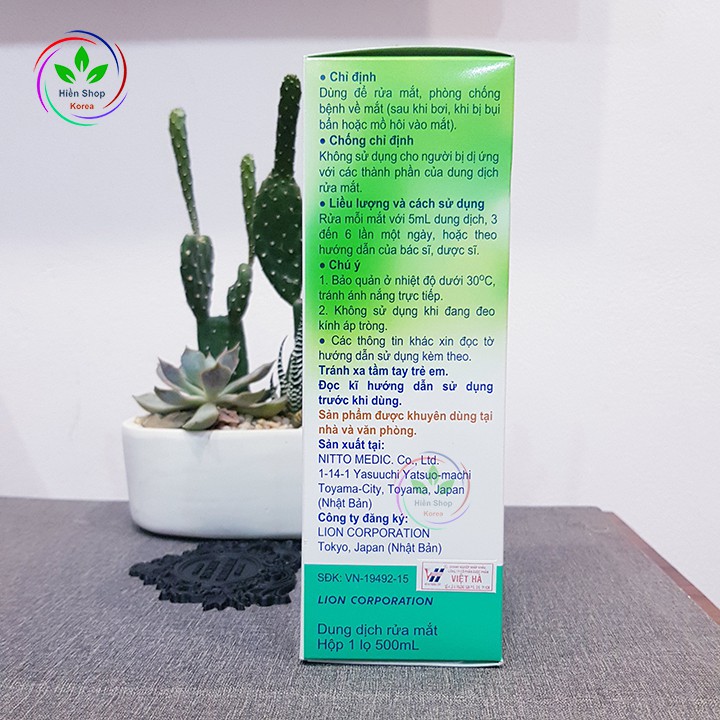 Hiền Shop
Korea
● Chỉ định
Dùng để rửa mắt, phòng chống
bệnh về mắt (sau khi bơi, khi bị bụi
bẩn hoặc mồ hôi vào mắt).
● Chống chỉ định
Không sử dụng cho người bị dị ứng
với các thành phần của dung dịch
rửa mắt.
● Liều lượng và cách sử dụng
Rửa mỗi mắt với 5mL dung dịch, 3
đến 6 lần một ngày, hoặc theo
hướng dẫn của bác sĩ, dược sĩ.
● Chú ý
1. Bảo quản ở nhiệt độ dưới 30ºC,
tránh ánh nắng trực tiếp.
2. Không sử dụng khi đang đeo
kính áp tròng.
● Các thông tin khác xin đọc tờ
hướng dẫn sử dụng kèm theo.
Tránh xa tầm tay trẻ em.
Đọc kĩ hướng dẫn sử dụng
trước khi dùng.
Sản phẩm được khuyên dùng tại
nhà và văn phòng.
Sản xuất tại:
NITTO MEDIC. Co., Ltd.
1-14-1 Yasuuchi Yatsuo-machi
Toyama-City, Toyama, Japan
(Nhật Bản)
Hiền Shop
Korea
Công ty đăng ký:
LION CORPORATION
Tokyo, Japan (Nhật Bản)
SĐK: VN-19492-15
VIỆT HÀ
LION CORPORATION
Dung dịch rửa mắt
Hộp 1 lọ 500mL